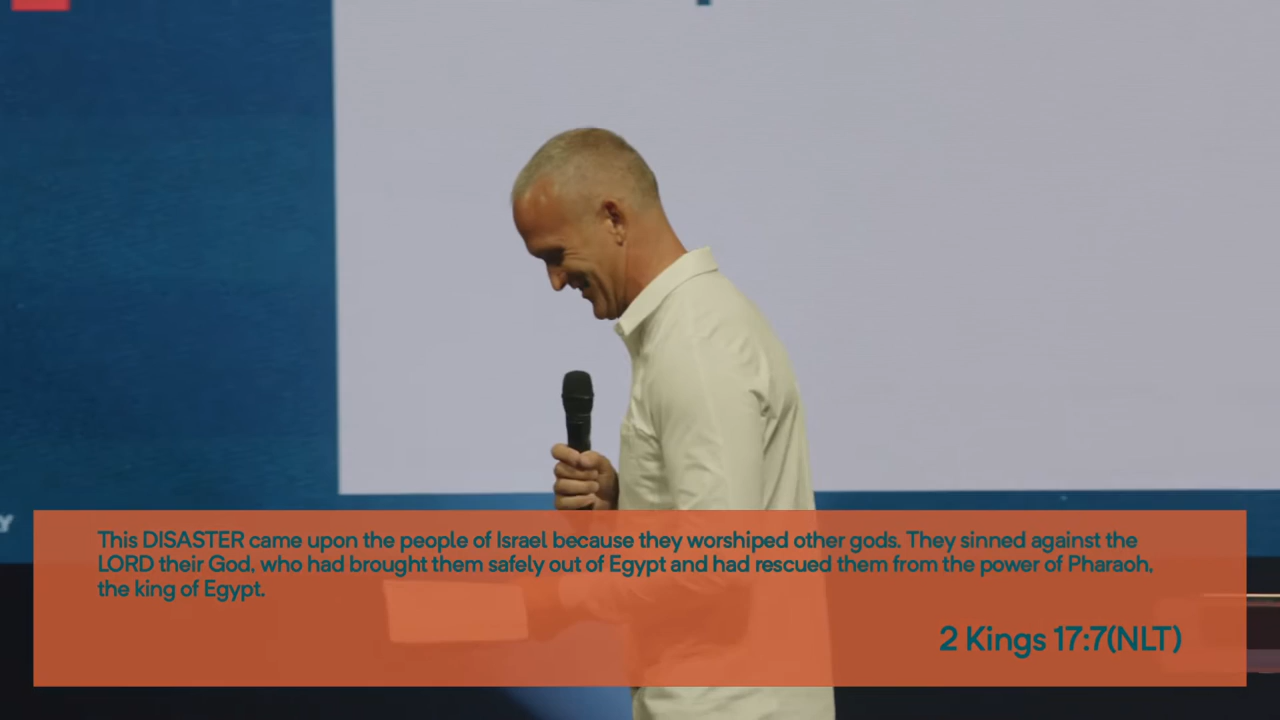 Y
This DISASTER came upon the people of Israel because they worshiped other gods. They sinned against the
LORD their God, who had brought them safely out of Egypt and had rescued them from the power of Pharaoh,
the king of Egypt.
2 Kings 17:7(NLT)